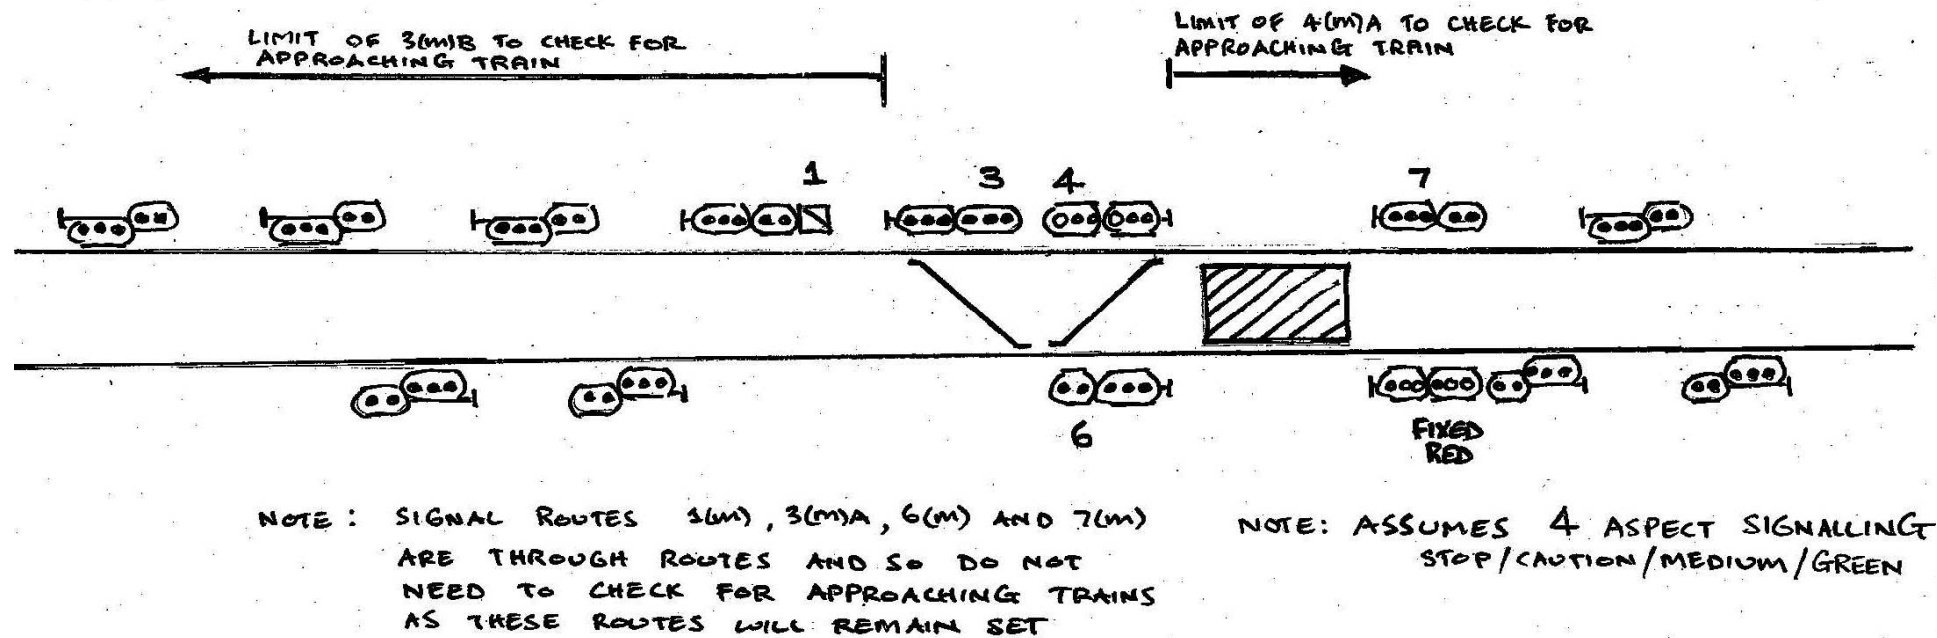 LIMIT OF 3(M)B TO CHECK FOR
APPROACHING TRAIN
LIMIT OF 4(M)A TO CHECK FOR
APPROACHING TRAIN
1
3
4
7
6
FIXED
RED
NOTE: SIGNAL ROUTES 1(M), 3(M)A, 6(M) AND 7(M)
ARE THROUGH ROUTES AND SO DO NOT
NEED TO CHECK FOR APPROACHING TRAINS
AS THESE ROUTES WILL REMAIN SET
NOTE: ASSUMES 4 ASPECT SIGNALLING
STOP/CAUTION/MEDIUM/GREEN